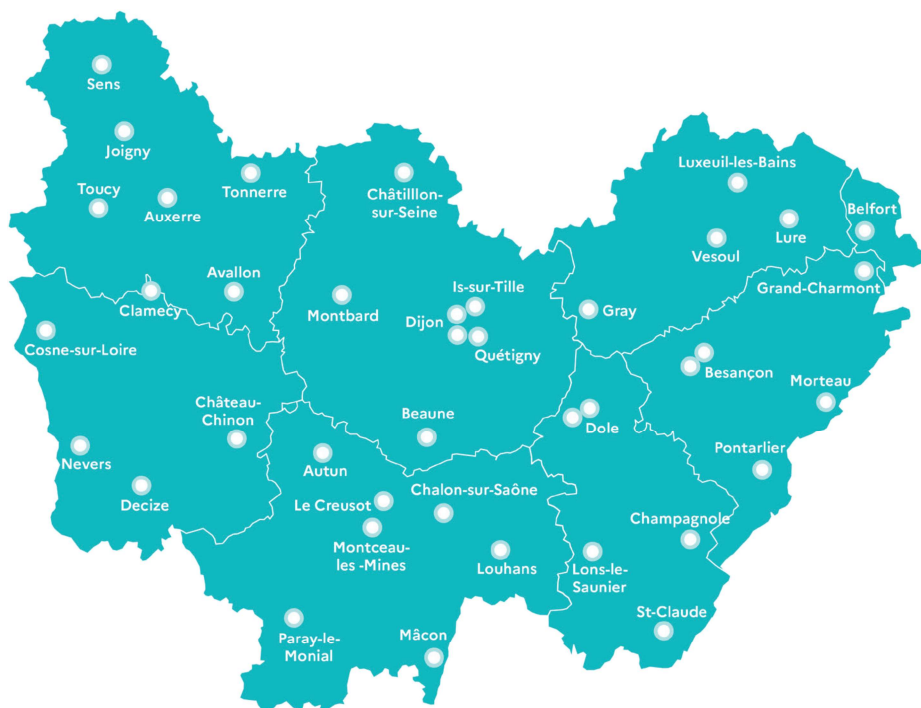 Sens
Joigny
Toucy
Auxerre
Tonnerre
Avallon
Clamecy
Cosne-sur-Loire
Château-
Chinon
Nevers
Decize
Châtilllon-
sur-Seine
Montbard
Is-sur-Tille
Dijon
Quétigny
Beaune
Autun
Le Creusot
Chalon-sur-Saône
Montceau-
les -Mines
Louhans
Paray-le-
Monial
Mâcon
Luxeuil-les-Bains
Lure
Vesoul
Gray
Belfort
Grand-Charmont
Besançon
Morteau
Pontarlier
Dole
Champagnole
Lons-le-
Saunier
St-Claude